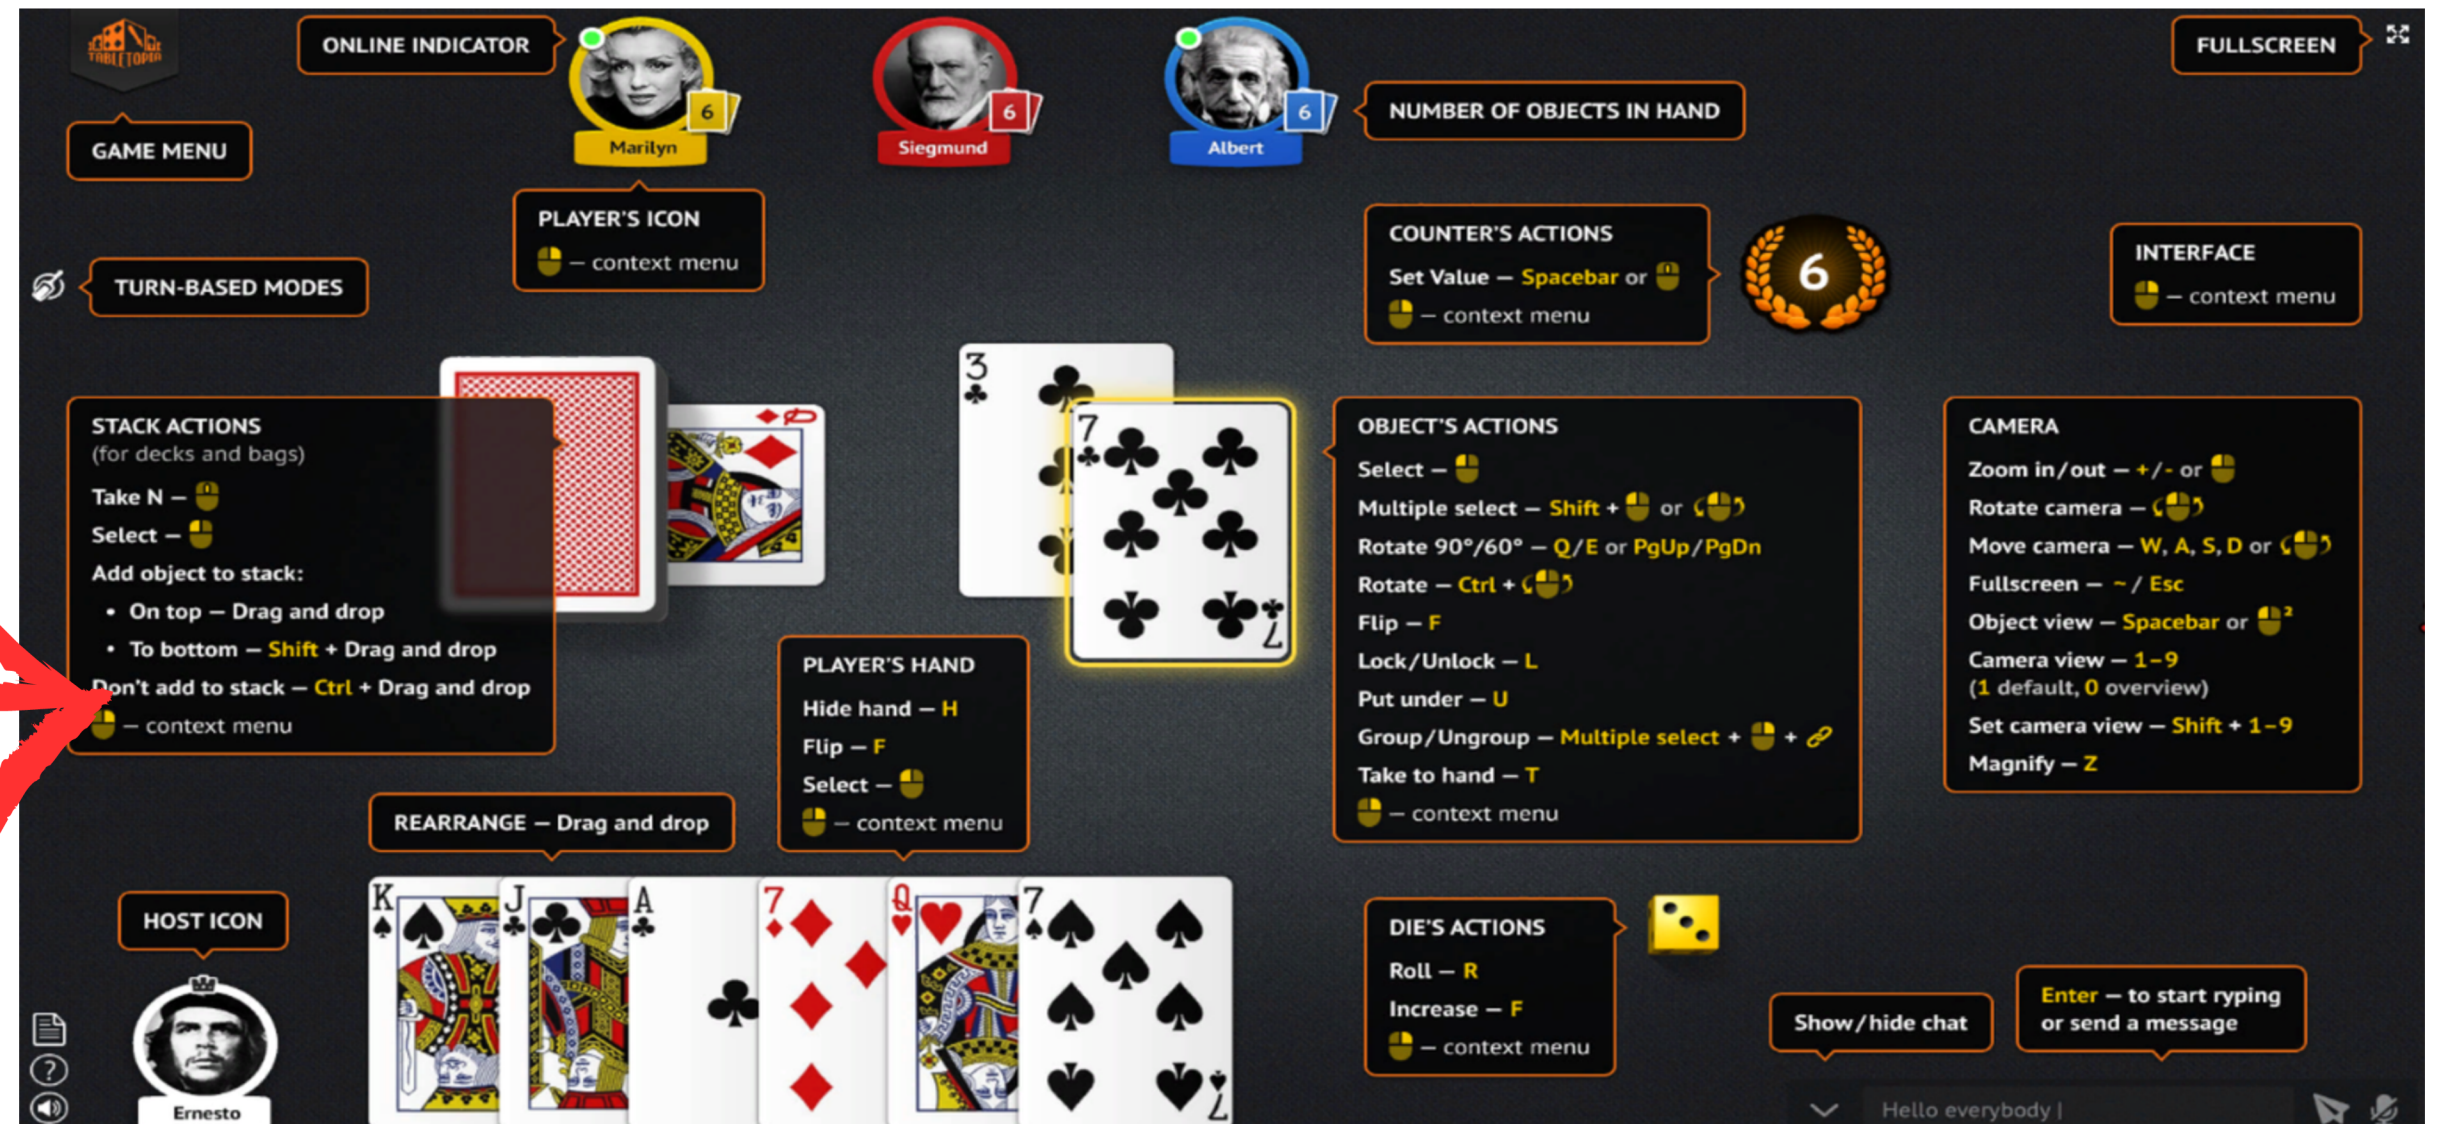 TABLETOPIA
ONLINE INDICATOR
6
Marilyn
6
Siegmund
6
Albert
NUMBER OF OBJECTS IN HAND
FULLSCREEN
GAME MENU
PLAYER'S ICON
— context menu
TURN-BASED MODES
COUNTER'S ACTIONS
Set Value — Spacebar or
— context menu
6
INTERFACE
— context menu
STACK ACTIONS
(for decks and bags)
Take N —
Select —
Add object to stack:
• On top — Drag and drop
• To bottom — Shift + Drag and drop
Don't add to stack — Ctrl + Drag and drop
— context menu
Q
3
7
7
OBJECT'S ACTIONS
Select —
Multiple select — Shift + or
Rotate 90°/60° — Q/E or PgUp/PgDn
Rotate — Ctrl +
Flip — F
Lock/Unlock — L
Put under — U
Group/Ungroup — Multiple select + +
Take to hand — T
— context menu
CAMERA
Zoom in/out — +/- or
Rotate camera —
Move camera — W, A, S, D or
Fullscreen — ~ / Esc
Object view — Spacebar or 2
Camera view — 1–9
(1 default, 0 overview)
Set camera view — Shift + 1–9
Magnify — Z
PLAYER'S HAND
Hide hand — H
Flip — F
Select —
— context menu
REARRANGE — Drag and drop
HOST ICON
Ernesto
K
J
A
7
Q
7
7
DIE'S ACTIONS
Roll — R
Increase — F
— context menu
Show/hide chat
Enter — to start ryping
or send a message
?
Hello everybody |